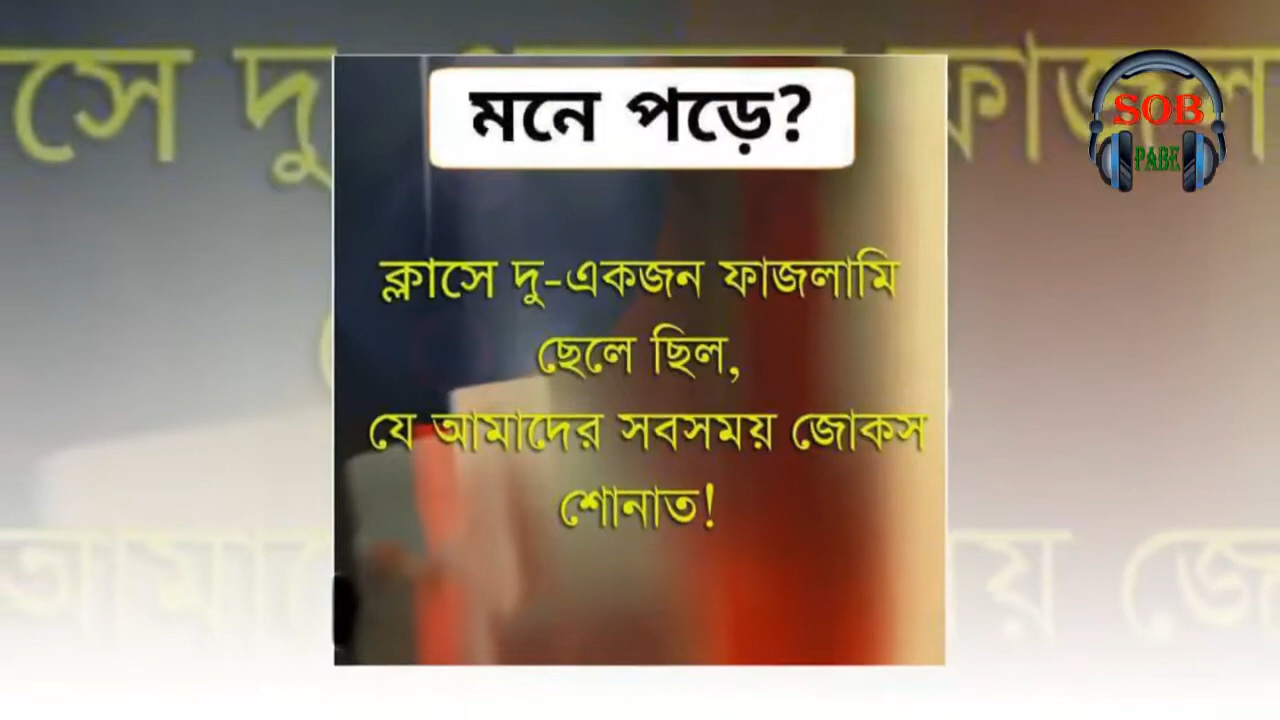 মনে পড়ে?
SOB
PABE
ক্লাসে দু-একজন ফাজলামি
ছেলে ছিল,
যে আমাদের সবসময় জোকস
শোনাত!